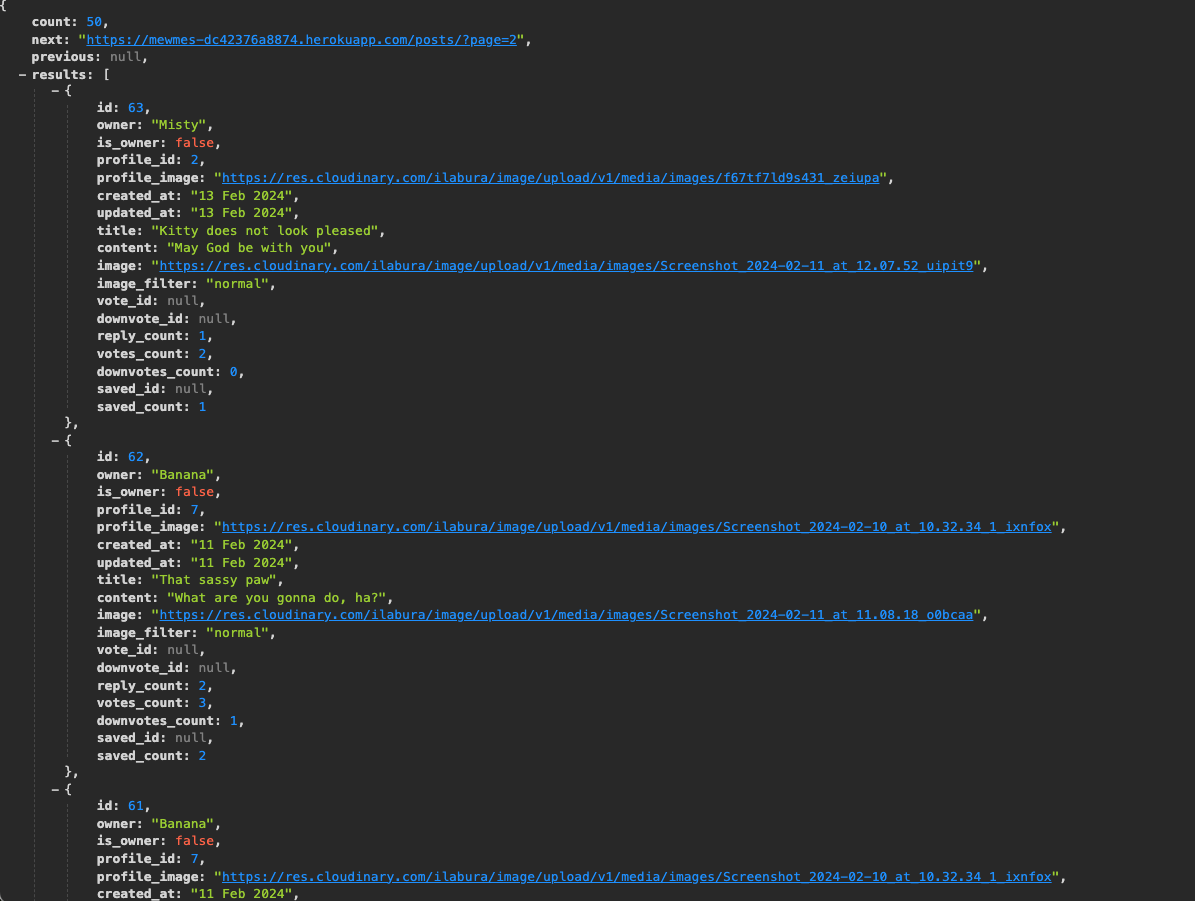 {
count: 50,
next: "https://mewmes-dc42376a8874.herokuapp.com/posts/?page=2",
previous: null,
– results: [
– {
id: 63,
owner: "Misty",
is_owner: false,
profile_id: 2,
profile_image: "https://res.cloudinary.com/ilabura/image/upload/v1/media/images/f67tf7ld9s431_zeiupa",
created_at: "13 Feb 2024",
updated_at: "13 Feb 2024",
title: "Kitty does not look pleased",
content: "May God be with you",
image: "https://res.cloudinary.com/ilabura/image/upload/v1/media/images/Screenshot_2024-02-11_at_12.07.52_uipit9",
image_filter: "normal",
vote_id: null,
downvote_id: null,
reply_count: 1,
votes_count: 2,
downvotes_count: 0,
saved_id: null,
saved_count: 1
},
– {
id: 62,
owner: "Banana",
is_owner: false,
profile_id: 7,
profile_image: "https://res.cloudinary.com/ilabura/image/upload/v1/media/images/Screenshot_2024-02-10_at_10.32.34_1_ixnfox",
created_at: "11 Feb 2024",
updated_at: "11 Feb 2024",
title: "That sassy paw",
content: "What are you gonna do, ha?",
image: "https://res.cloudinary.com/ilabura/image/upload/v1/media/images/Screenshot_2024-02-11_at_11.08.18_o0bcaa",
image_filter: "normal",
vote_id: null,
downvote_id: null,
reply_count: 2,
votes_count: 3,
downvotes_count: 1,
saved_id: null,
saved_count: 2
},
– {
id: 61,
owner: "Banana",
is_owner: false,
profile_id: 7,
profile_image: "https://res.cloudinary.com/ilabura/image/upload/v1/media/images/Screenshot_2024-02-10_at_10.32.34_1_ixnfox",
created_at: "11 Feb 2024",